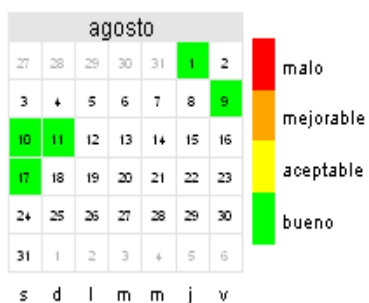 agosto
27 28 29 30 31 1 2
3 4 5 6 7 8 9
10 11 12 13 14 15 16
17 18 19 20 21 22 23
24 25 26 27 28 29 30
31 1 2 3 4 5 6
s d l m m j v
malo
mejorable
aceptable
bueno